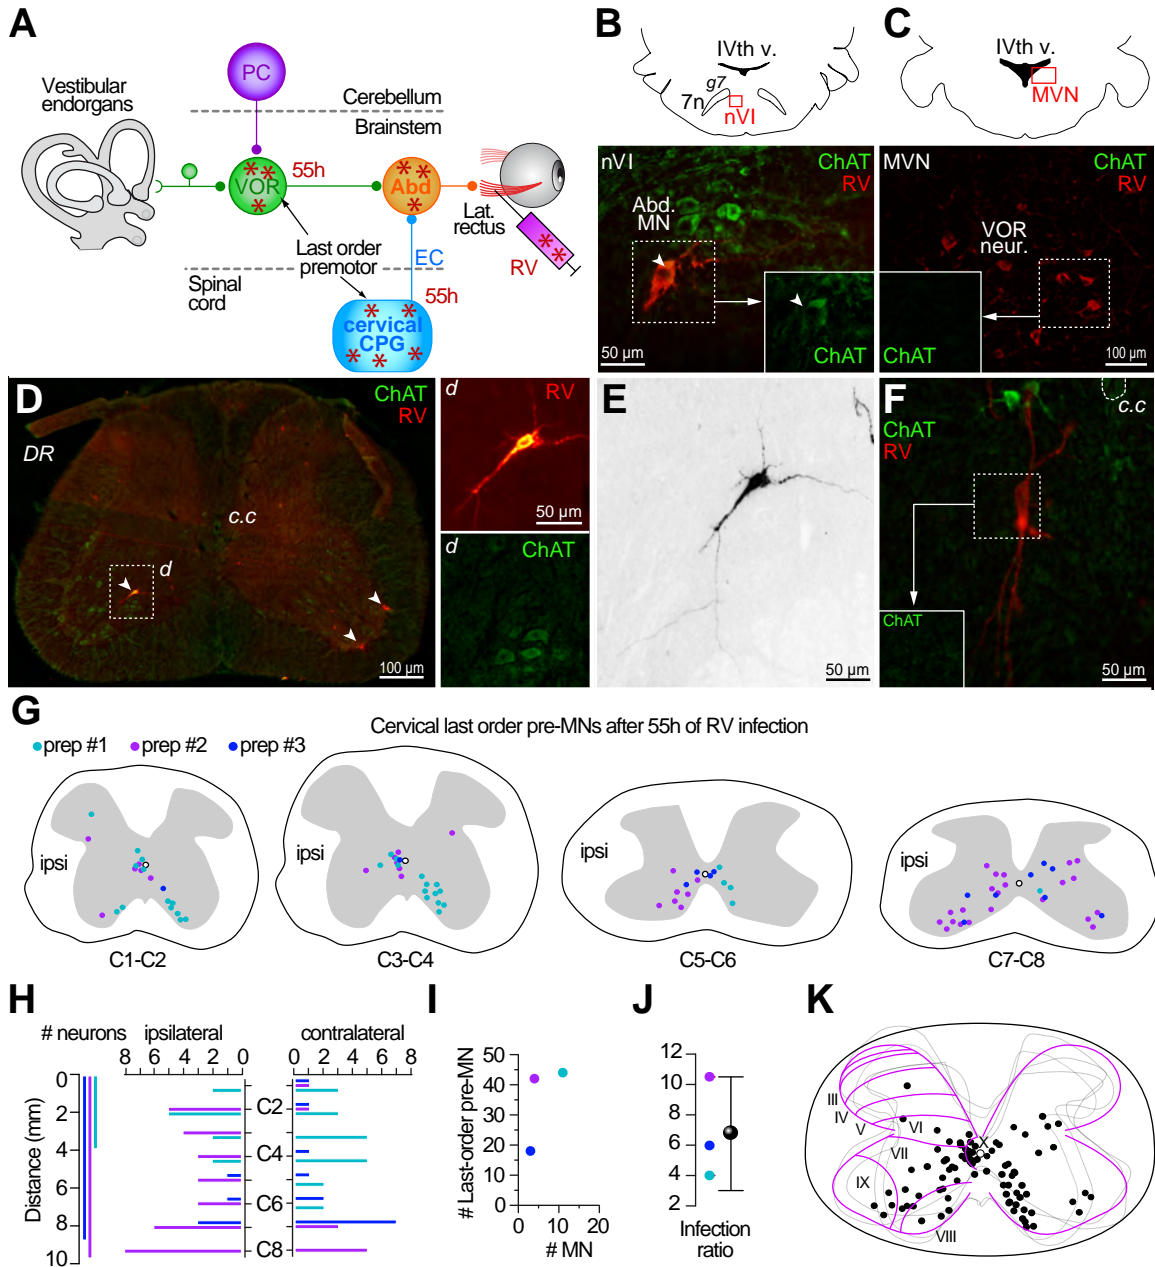 A
PC
Vestibular
endorgans
Cerebellum
Brainstem
55h
VOR
Abd
Lat.
rectus
Last order
premotor
EC
RV
Spinal
cord
55h
cervical
CPG
B
IVth v.
g7
7n
nVI
nVI
ChAT
RV
Abd.
MN
50 µm
ChAT
C
IVth v.
MVN
MVN
ChAT
RV
VOR
neur.
ChAT
100 µm
D
ChAT
RV
DR
c.c
d
100 µm
d
RV
50 µm
d
ChAT
E
50 µm
F
c.c
ChAT
RV
ChAT
50 µm
G
Cervical last order pre-MNs after 55h of RV infection
prep #1 prep #2 prep #3
ipsi
ipsi
ipsi
ipsi
C1-C2
C3-C4
C5-C6
C7-C8
H
# neurons ipsilateral contralateral
8 6 4 2 0
0 2 4 6 8
Distance (mm)
0
2
4
6
8
10
C2
C4
C6
C8
I
# Last-order pre-MN
50
40
30
20
10
0
0 10 20
# MN
J
12
10
8
6
4
2
Infection
ratio
K
III
IV
V
VI
VII
X
IX
VIII